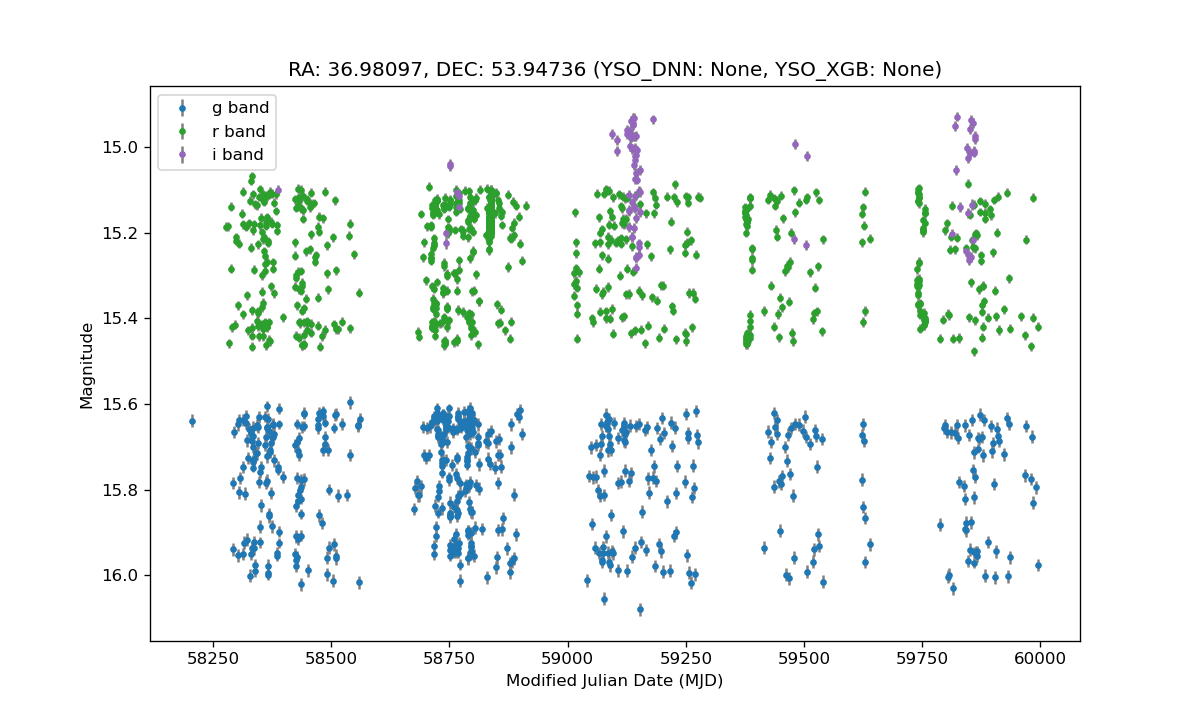 RA: 36.98097, DEC: 53.94736 (YSO_DNN: None, YSO_XGB: None)
g band
r band
i band
15.0
15.2
15.4
15.6
15.8
16.0
Magnitude
58250 58500 58750 59000 59250 59500 59750 60000
Modified Julian Date (MJD)